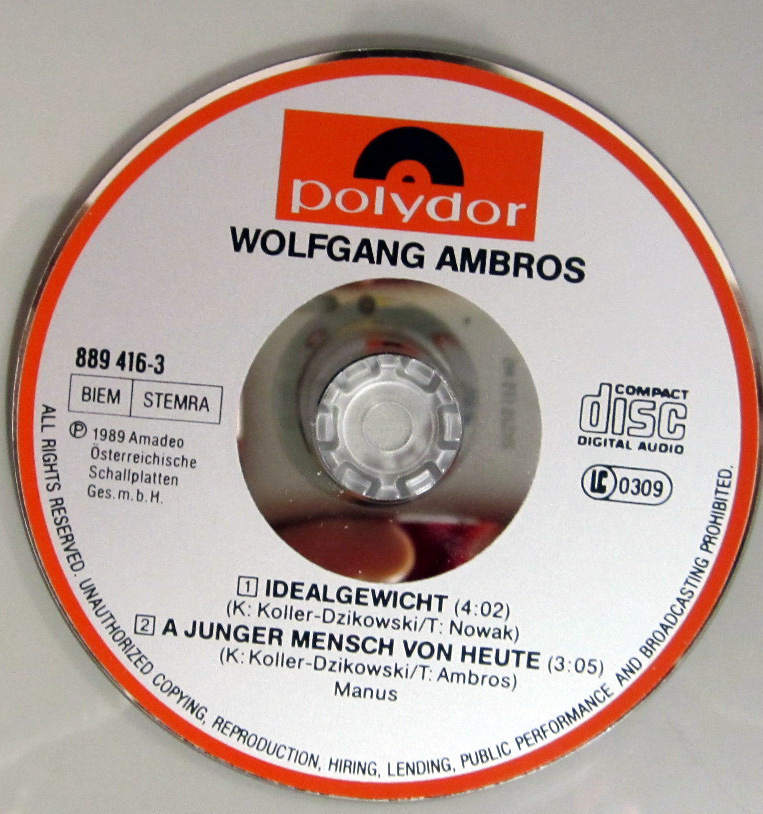 polydor
WOLFGANG AMBROS
889 416-3
BIEM STEMRA
℗ 1989 Amadeo
Österreichische
Schallplatten
Ges.m.b.H.
COMPACT
disc
DIGITAL AUDIO
LC 0309
1 IDEALGEWICHT (4:02)
(K: Koller-Dzikowski/T: Nowak)
2 A JUNGER MENSCH VON HEUTE (3:05)
(K: Koller-Dzikowski/T: Ambros)
Manus
ALL RIGHTS RESERVED. UNAUTHORIZED COPYING, REPRODUCTION, HIRING, LENDING, PUBLIC PERFORMANCE AND BROADCASTING PROHIBITED.